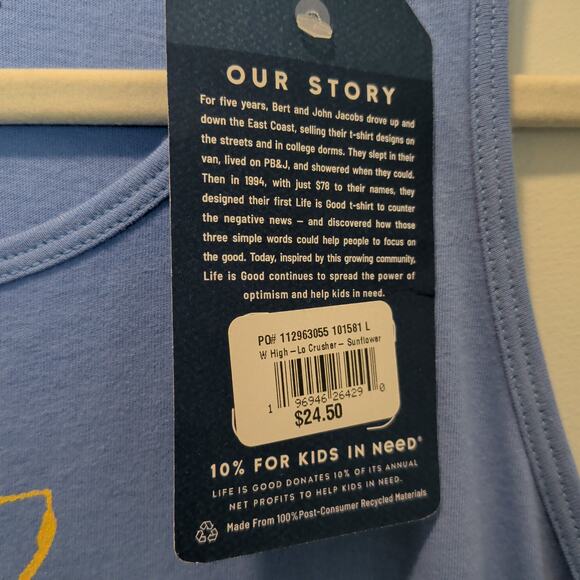 OUR STORY
For five years, Bert and John Jacobs drove up and
down the East Coast, selling their t-shirt designs on
the streets and in college dorms. They slept in their
van, lived on PB&J, and showered when they could.
Then in 1994, with just $78 to their names, they
designed their first Life is Good t-shirt to counter
the negative news — and discovered how those
three simple words could help people to focus on
the good. Today, inspired by this growing community,
Life is Good continues to spread the power of
optimism and help kids in need.
PO# 112963055 101581 L
W High-Lo Crusher- Sunflower
1 96946 26429 0
$24.50
10% FOR KIDS IN NeeD®
LIFE IS GOOD DONATES 10% OF ITS ANNUAL
NET PROFITS TO HELP KIDS IN NEED.
Made From 100% Post-Consumer Recycled Materials